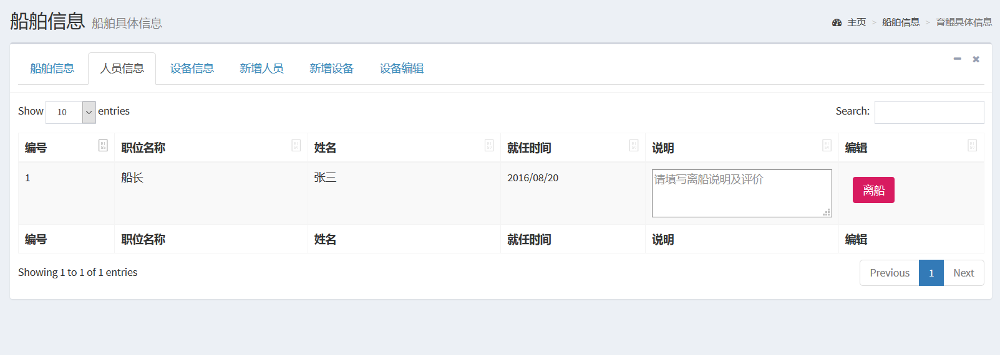 船舶信息 船舶具体信息
主页 > 船舶信息 > 育鲲具体信息
船舶信息 人员信息 设备信息 新增人员 新增设备 设备编辑
Show 10 entries Search:
编号 职位名称 姓名 就任时间 说明 编辑
1 船长 张三 2016/08/20 请填写离船说明及评价 离船
编号 职位名称 姓名 就任时间 说明 编辑
Showing 1 to 1 of 1 entries Previous 1 Next